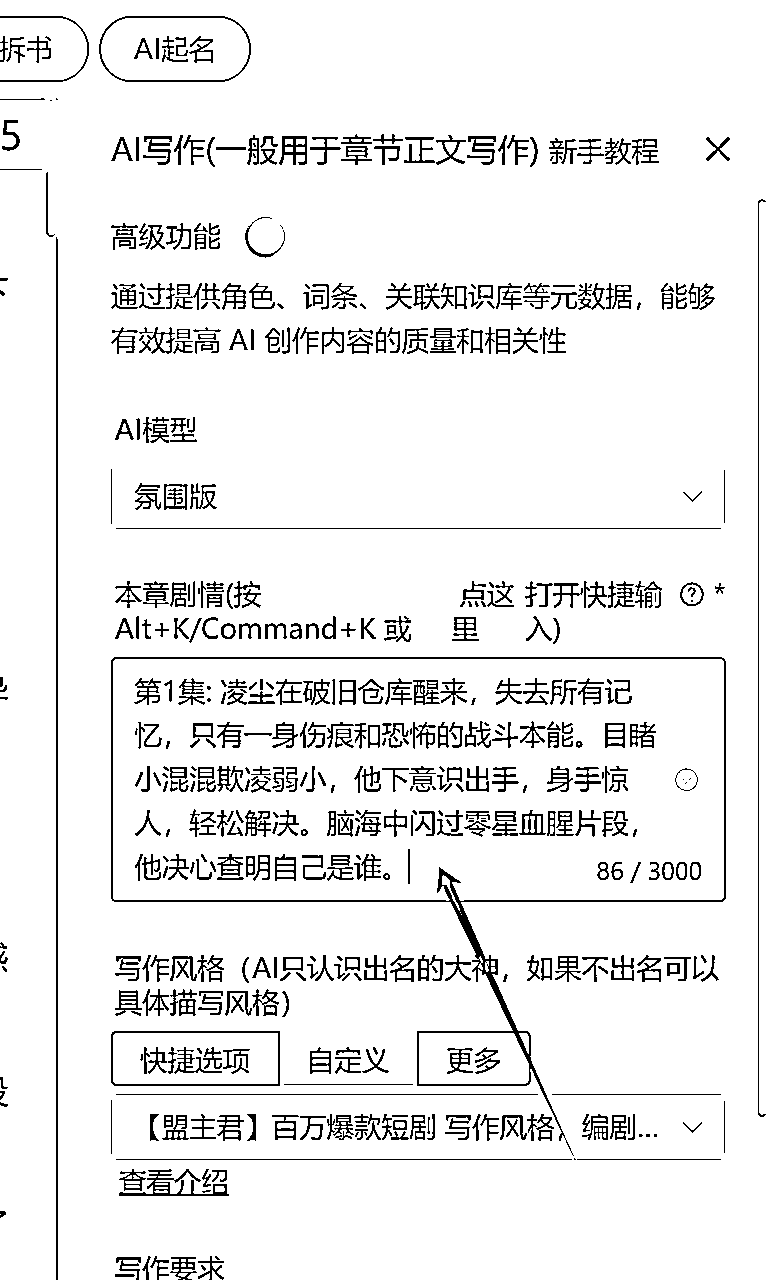 拆书
AI起名
5
AI写作(一般用于章节正文写作) 新手教程
高级功能
通过提供角色、词条、关联知识库等元数据，能够
有效提高 AI 创作内容的质量和相关性
AI模型
氛围版
本章剧情(按 Alt+K/Command+K 或 点这里 打开快捷输入) *
第1集: 凌尘在破旧仓库醒来，失去所有记
忆，只有一身伤痕和恐怖的战斗本能。目睹
小混混欺凌弱小，他下意识出手，身手惊
人，轻松解决。脑海中闪过零星血腥片段，
他决心查明自己是谁。
86 / 3000
写作风格（AI只认识出名的大神，如果不出名可以
具体描写风格）
快捷选项
自定义
更多
【盟主君】百万爆款短剧 写作风格，编剧...
查看介绍
写作要求